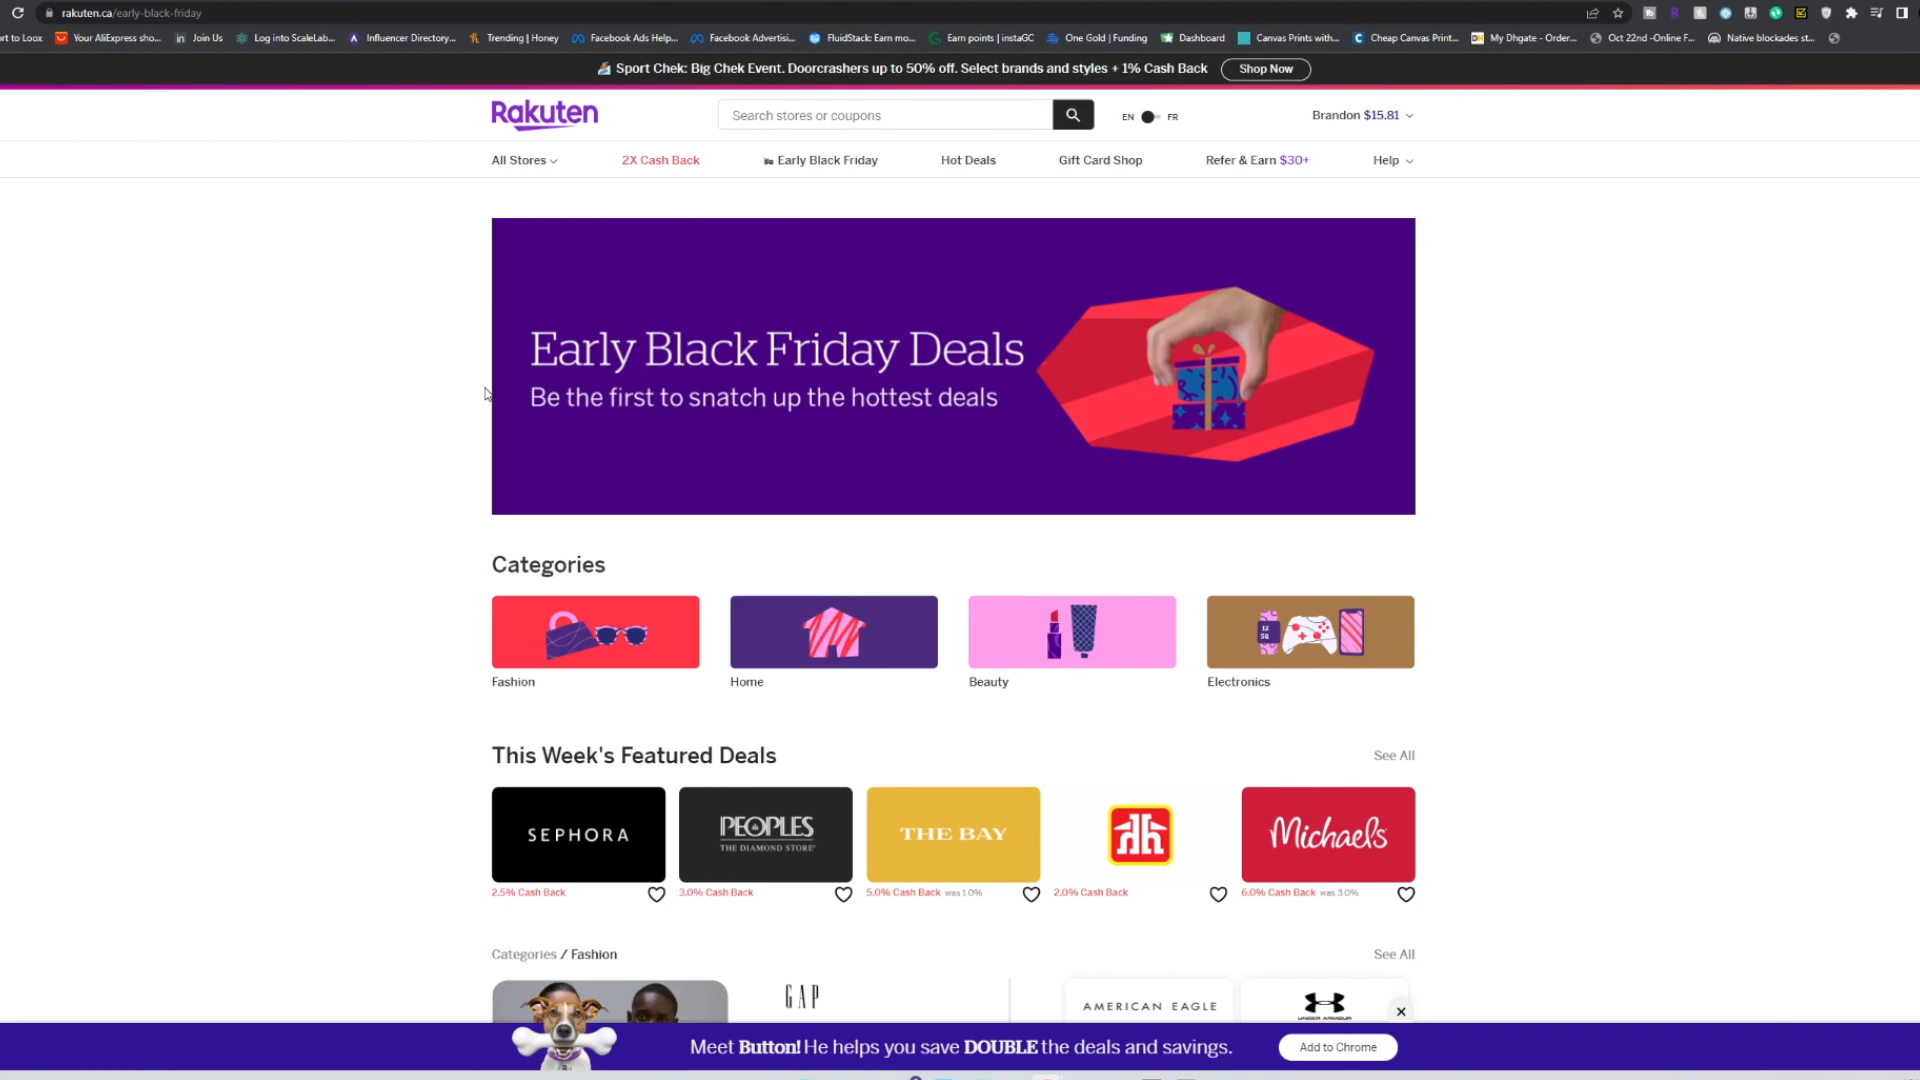 rakuten.ca/early-black-friday
rt to Loox
Your AliExpress sho...
Join Us
Log into ScaleLab...
Influencer Directory...
Trending | Honey
Facebook Ads Help...
Facebook Advertisi...
FluidStack: Earn mo...
Earn points | instaGC
One Gold | Funding
Dashboard
Canvas Prints with...
Cheap Canvas Print...
My Dhgate - Order...
Oct 22nd -Online F...
Native blockades st...
Sport Chek: Big Chek Event. Doorcrashers up to 50% off. Select brands and styles + 1% Cash Back
Shop Now
Rakuten
Search stores or coupons
EN
FR
Brandon $15.81
All Stores
2X Cash Back
Early Black Friday
Hot Deals
Gift Card Shop
Refer & Earn $30+
Help
Early Black Friday Deals
Be the first to snatch up the hottest deals
Categories
12
Fashion
Home
Beauty
Electronics
This Week's Featured Deals
See All
SEPHORA
PEOPLES
THE DIAMOND STORE
THE BAY
Michaels
2.5% Cash Back
3.0% Cash Back
5.0% Cash Back was 1.0%
2.0% Cash Back
6.0% Cash Back was 3.0%
Categories / Fashion
See All
GAP
AMERICAN EAGLE
UNDER ARMOUR
Meet Button! He helps you save DOUBLE the deals and savings.
Add to Chrome